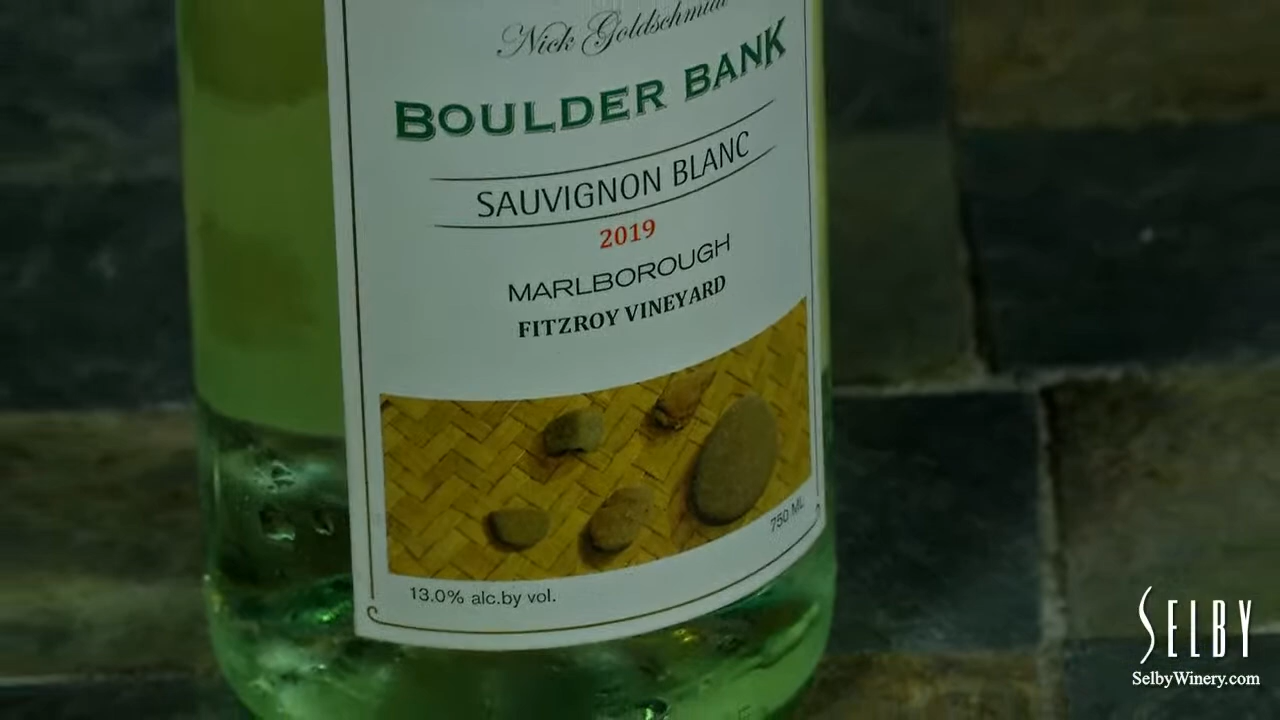 Nick Goldschmidt
BOULDER BANK
SAUVIGNON BLANC
2019
MARLBOROUGH
FITZROY VINEYARD
750 ML
13.0% alc.by vol.
SELBY
SelbyWinery.com